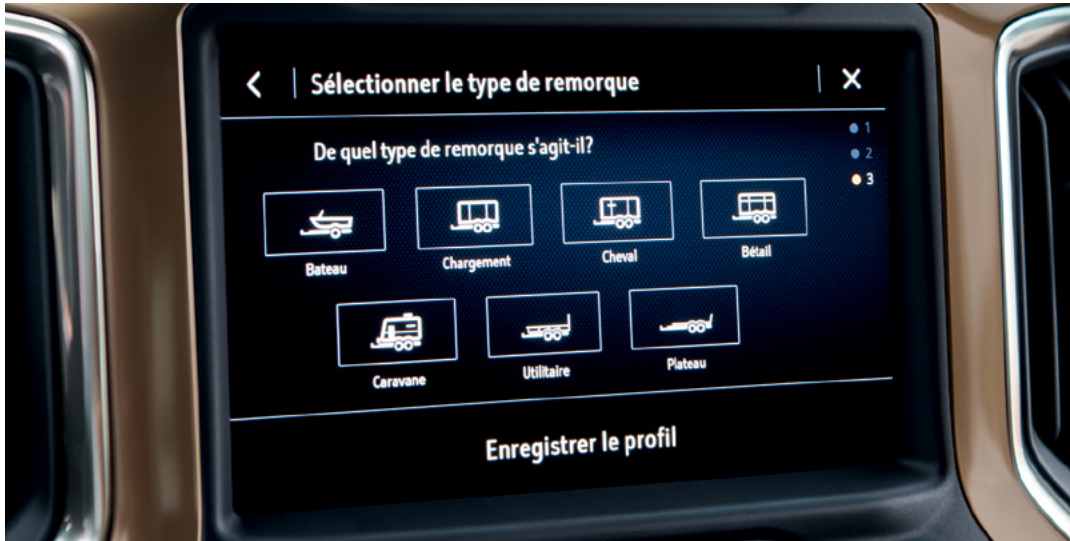 Sélectionner le type de remorque
De quel type de remorque s'agit-il?
1
2
3
Bateau
Chargement
Cheval
Bétail
Caravane
Utilitaire
Plateau
Enregistrer le profil